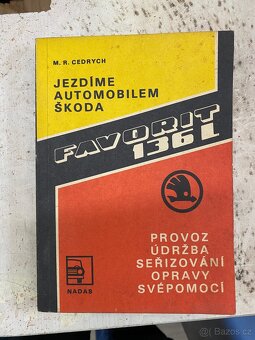 M. R. CEDRYCH
JEZDÍME
AUTOMOBILEM
ŠKODA
FAVORIT
136 L
PROVOZ
ÚDRŽBA
SEŘIZOVÁNÍ
OPRAVY
SVÉPOMOCÍ
NADAS
Bazoš.cz